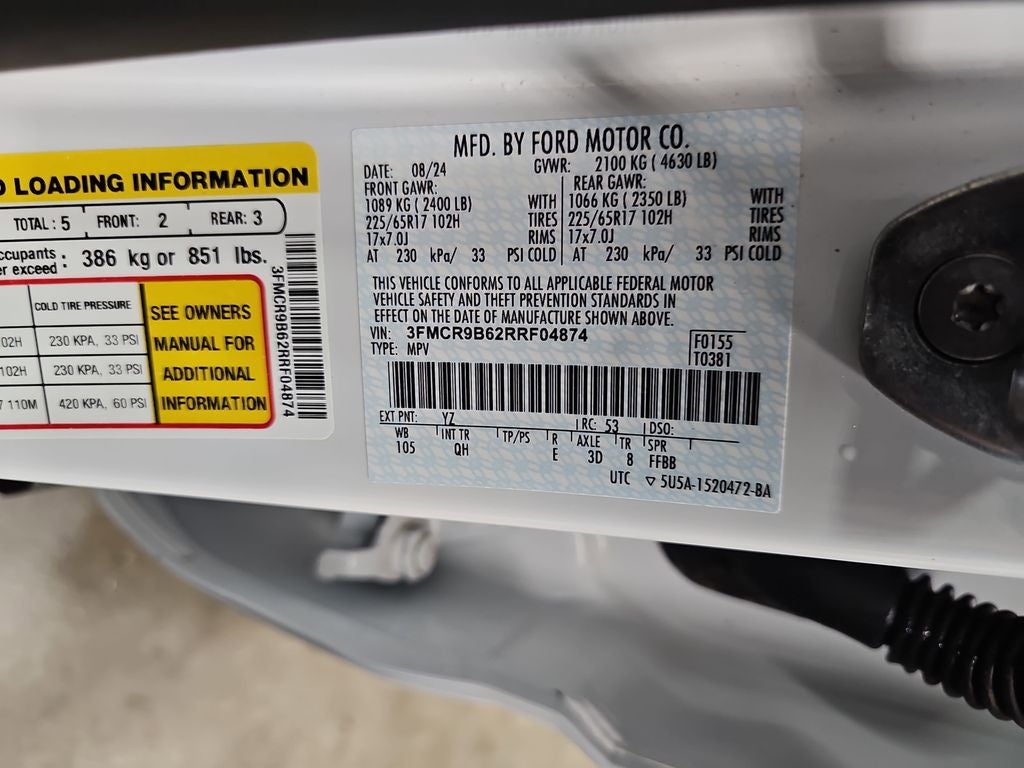 LOADING INFORMATION
TOTAL: 5 FRONT: 2 REAR: 3
386 kg or 851 lbs.
exceed :
COLD TIRE PRESSURE
02H 230 KPA, 33 PSI
102H 230 KPA, 33 PSI
110M 420 KPA, 60 PSI
SEE OWNERS
MANUAL FOR
ADDITIONAL
INFORMATION
3FMCR9B62RRF04874
MFD. BY FORD MOTOR CO.
DATE: 08/24 GVWR: 2100 KG ( 4630 LB)
FRONT GAWR: REAR GAWR:
1089 KG ( 2400 LB) WITH 1066 KG ( 2350 LB) WITH
225/65R17 102H TIRES 225/65R17 102H TIRES
17x7.0J RIMS 17x7.0J RIMS
AT 230 kPa/ 33 PSI COLD AT 230 kPa/ 33 PSI COLD
THIS VEHICLE CONFORMS TO ALL APPLICABLE FEDERAL MOTOR
VEHICLE SAFETY AND THEFT PREVENTION STANDARDS IN
EFFECT ON THE DATE OF MANUFACTURE SHOWN ABOVE.
VIN: 3FMCR9B62RRF04874 F0155
TYPE: MPV T0381
EXT PNT: YZ RC: 53 DSO:
WB INT TR TP/PS R AXLE TR SPR
105 QH E 3D 8 FFBB
UTC ▽ 5U5A-1520472-BA